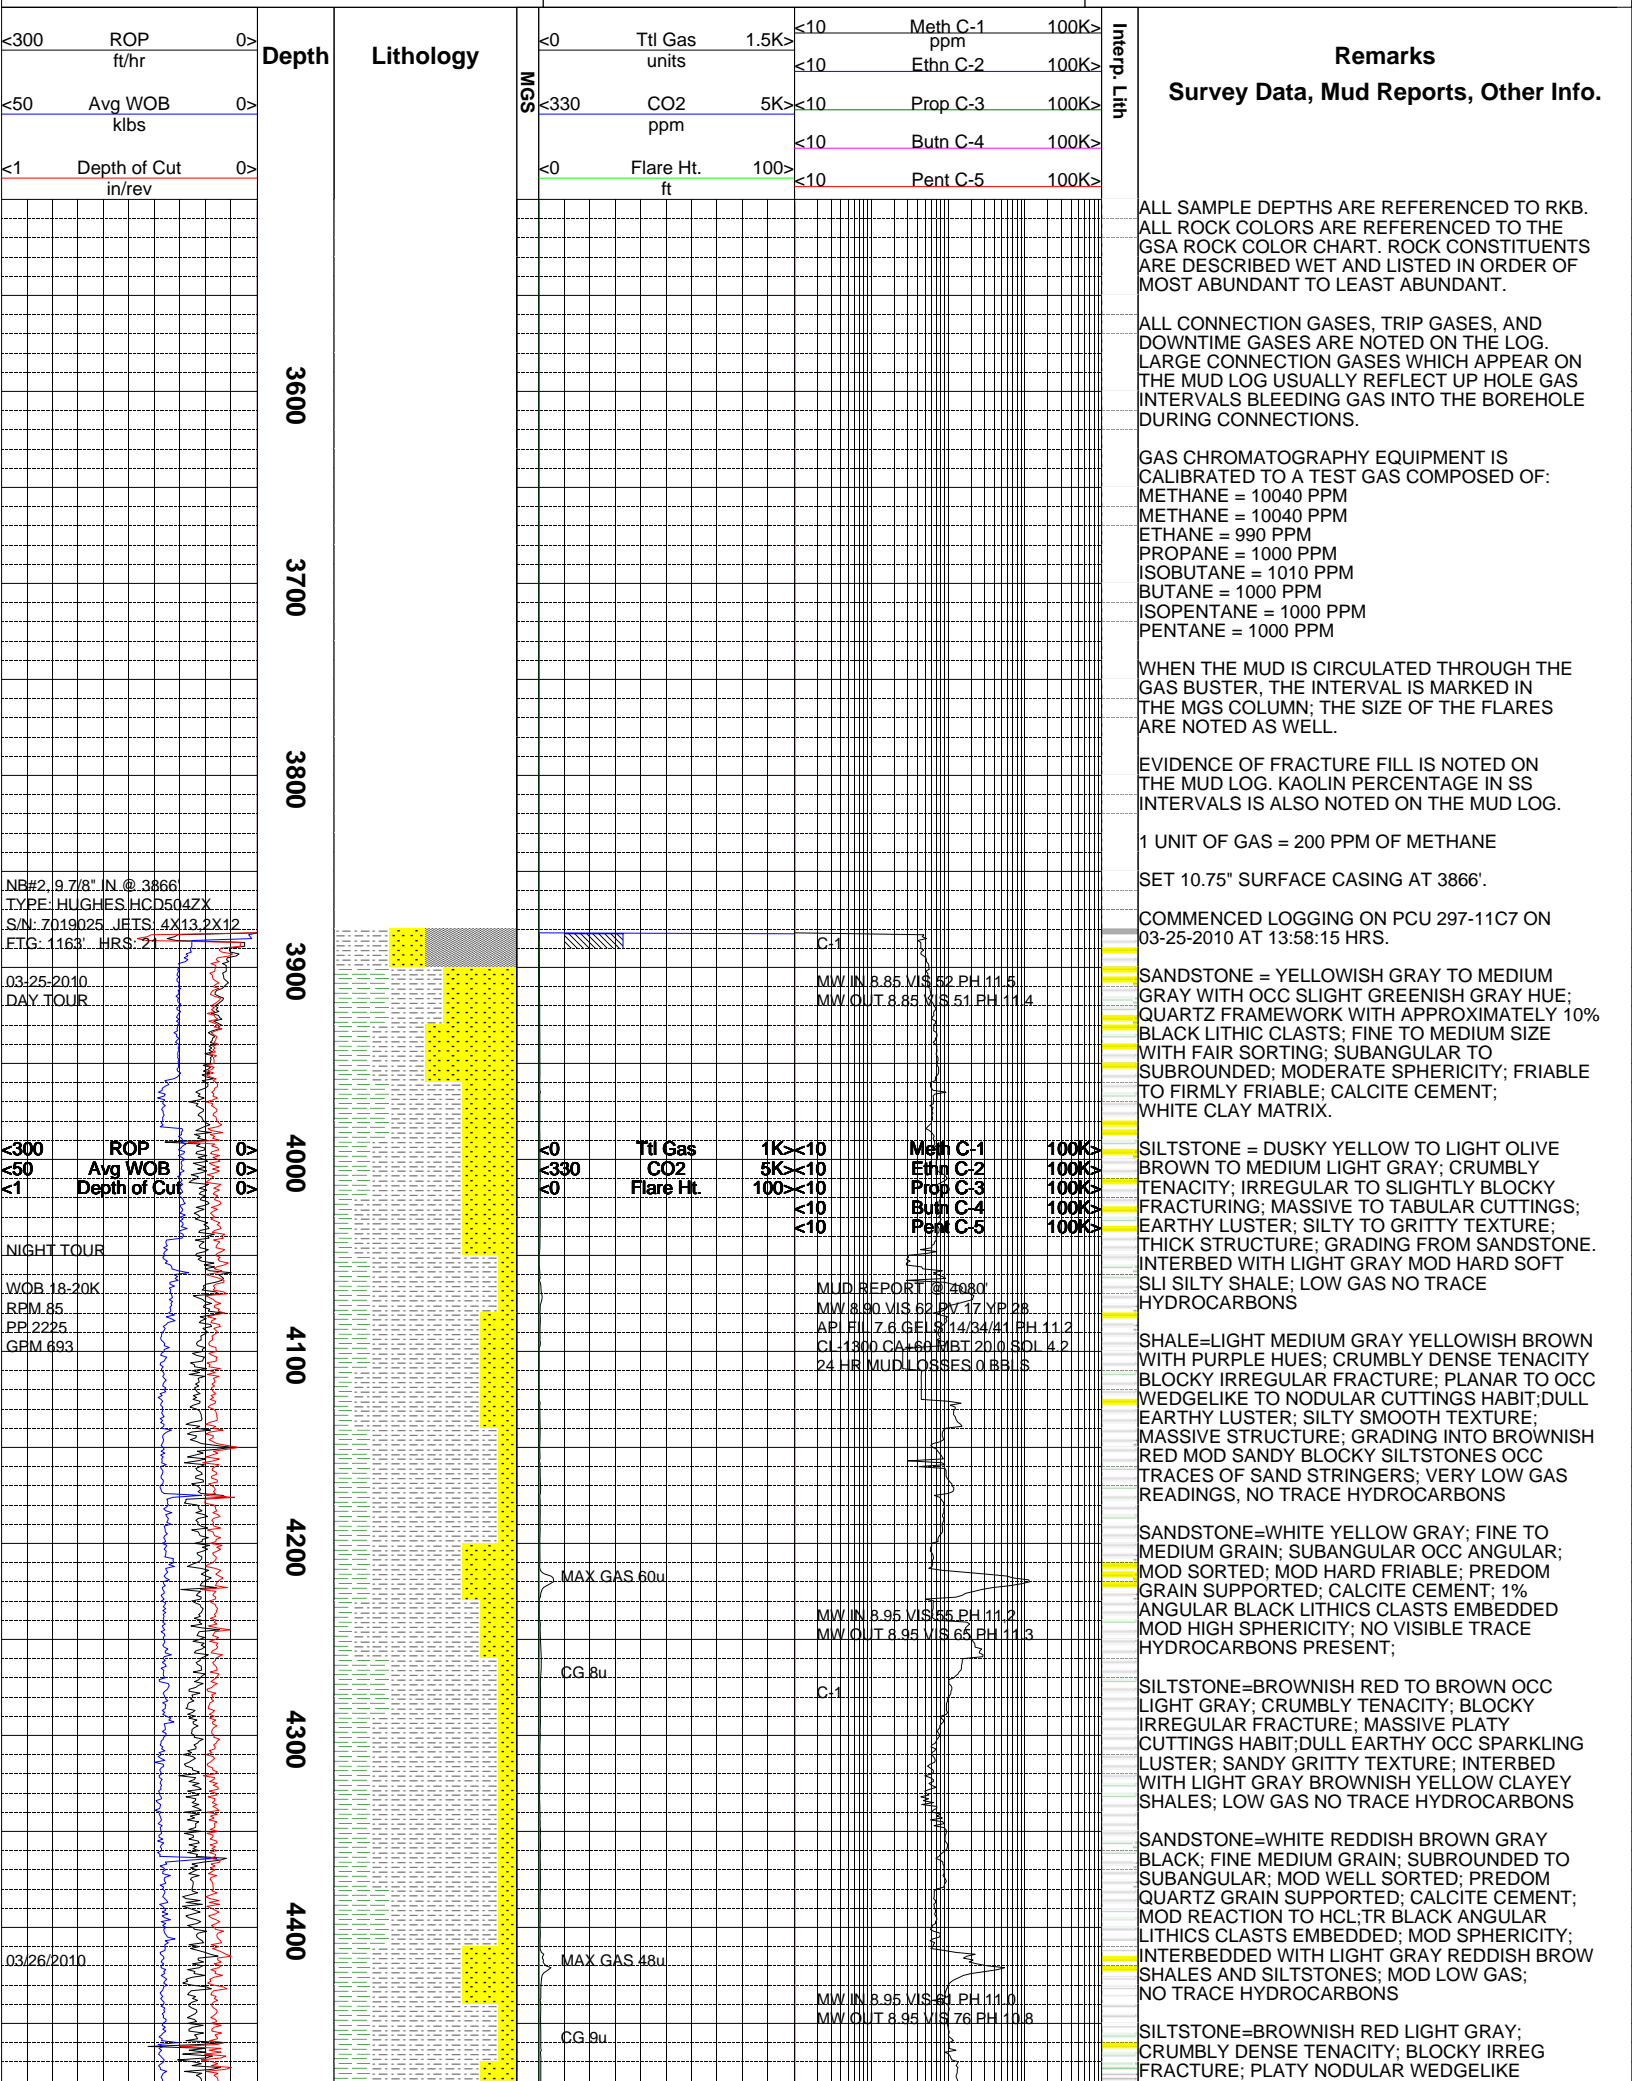 <300 ROP 0>
ft/hr
<50 Avg WOB 0>
klbs
<1 Depth of Cut 0>
in/rev
Depth
Lithology
MGS
<0 Ttl Gas 1.5K>
units
<330 CO2 5K>
ppm
<0 Flare Ht. 100>
ft
<10 Meth C-1 100K>
ppm
<10 Ethn C-2 100K>
<10 Prop C-3 100K>
<10 Butn C-4 100K>
<10 Pent C-5 100K>
Interp. Lith
Remarks
Survey Data, Mud Reports, Other Info.
NB#2, 9.7/8" IN @ 3866'
TYPE: HUGHES HCD504ZX
S/N: 7019025 JETS: 4X13,2X12
FTG: 1163' HRS: 21
03-25-2010
DAY TOUR
<300 ROP 0>
<50 Avg WOB 0>
<1 Depth of Cut 0>
NIGHT TOUR
WOB 18-20K
RPM 85
PP 2225
GPM 693
03/26/2010
3600
3700
3800
3900
4000
4100
4200
4300
4400
<0 Ttl Gas 1K>
<330 CO2 5K>
<0 Flare Ht. 100>
MAX GAS 60u
CG 8u
MAX GAS 48u
CG 9u
C-1
MW IN 8.85 VIS 52 PH 11.5
MW OUT 8.85 VIS 51 PH 11.4
<10 Meth C-1 100K>
<10 Ethn C-2 100K>
<10 Prop C-3 100K>
<10 Butn C-4 100K>
<10 Pent C-5 100K>
MUD REPORT @ 4080'
MW 8.90 VIS 62 PV 17 YP 28
API FIL 7.6 GELS 14/34/41 PH 11.2
CL-1300 CA+60 MBT 20.0 SOL 4.2
24 HR MUD LOSSES 0 BBLS
MW IN 8.95 VIS 55 PH 11.2
MW OUT 8.95 VIS 65 PH 11.3
C-1
MW IN 8.95 VIS 61 PH 11.0
MW OUT 8.95 VIS 76 PH 10.8
ALL SAMPLE DEPTHS ARE REFERENCED TO RKB.
ALL ROCK COLORS ARE REFERENCED TO THE
GSA ROCK COLOR CHART. ROCK CONSTITUENTS
ARE DESCRIBED WET AND LISTED IN ORDER OF
MOST ABUNDANT TO LEAST ABUNDANT.
ALL CONNECTION GASES, TRIP GASES, AND
DOWNTIME GASES ARE NOTED ON THE LOG.
LARGE CONNECTION GASES WHICH APPEAR ON
THE MUD LOG USUALLY REFLECT UP HOLE GAS
INTERVALS BLEEDING GAS INTO THE BOREHOLE
DURING CONNECTIONS.
GAS CHROMATOGRAPHY EQUIPMENT IS
CALIBRATED TO A TEST GAS COMPOSED OF:
METHANE = 10040 PPM
METHANE = 10040 PPM
ETHANE = 990 PPM
PROPANE = 1000 PPM
ISOBUTANE = 1010 PPM
BUTANE = 1000 PPM
ISOPENTANE = 1000 PPM
PENTANE = 1000 PPM
WHEN THE MUD IS CIRCULATED THROUGH THE
GAS BUSTER, THE INTERVAL IS MARKED IN
THE MGS COLUMN; THE SIZE OF THE FLARES
ARE NOTED AS WELL.
EVIDENCE OF FRACTURE FILL IS NOTED ON
THE MUD LOG. KAOLIN PERCENTAGE IN SS
INTERVALS IS ALSO NOTED ON THE MUD LOG.
1 UNIT OF GAS = 200 PPM OF METHANE
SET 10.75" SURFACE CASING AT 3866'.
COMMENCED LOGGING ON PCU 297-11C7 ON
03-25-2010 AT 13:58:15 HRS.
SANDSTONE = YELLOWISH GRAY TO MEDIUM
GRAY WITH OCC SLIGHT GREENISH GRAY HUE;
QUARTZ FRAMEWORK WITH APPROXIMATELY 10%
BLACK LITHIC CLASTS; FINE TO MEDIUM SIZE
WITH FAIR SORTING; SUBANGULAR TO
SUBROUNDED; MODERATE SPHERICITY; FRIABLE
TO FIRMLY FRIABLE; CALCITE CEMENT;
WHITE CLAY MATRIX.
SILTSTONE = DUSKY YELLOW TO LIGHT OLIVE
BROWN TO MEDIUM LIGHT GRAY; CRUMBLY
TENACITY; IRREGULAR TO SLIGHTLY BLOCKY
FRACTURING; MASSIVE TO TABULAR CUTTINGS;
EARTHY LUSTER; SILTY TO GRITTY TEXTURE;
THICK STRUCTURE; GRADING FROM SANDSTONE.
INTERBED WITH LIGHT GRAY MOD HARD SOFT
SLI SILTY SHALE; LOW GAS NO TRACE
HYDROCARBONS
SHALE=LIGHT MEDIUM GRAY YELLOWISH BROWN
WITH PURPLE HUES; CRUMBLY DENSE TENACITY
BLOCKY IRREGULAR FRACTURE; PLANAR TO OCC
WEDGELIKE TO NODULAR CUTTINGS HABIT;DULL
EARTHY LUSTER; SILTY SMOOTH TEXTURE;
MASSIVE STRUCTURE; GRADING INTO BROWNISH
RED MOD SANDY BLOCKY SILTSTONES OCC
TRACES OF SAND STRINGERS; VERY LOW GAS
READINGS, NO TRACE HYDROCARBONS
SANDSTONE=WHITE YELLOW GRAY; FINE TO
MEDIUM GRAIN; SUBANGULAR OCC ANGULAR;
MOD SORTED; MOD HARD FRIABLE; PREDOM
GRAIN SUPPORTED; CALCITE CEMENT; 1%
ANGULAR BLACK LITHICS CLASTS EMBEDDED
MOD HIGH SPHERICITY; NO VISIBLE TRACE
HYDROCARBONS PRESENT;
SILTSTONE=BROWNISH RED TO BROWN OCC
LIGHT GRAY; CRUMBLY TENACITY; BLOCKY
IRREGULAR FRACTURE; MASSIVE PLATY
CUTTINGS HABIT;DULL EARTHY OCC SPARKLING
LUSTER; SANDY GRITTY TEXTURE; INTERBED
WITH LIGHT GRAY BROWNISH YELLOW CLAYEY
SHALES; LOW GAS NO TRACE HYDROCARBONS
SANDSTONE=WHITE REDDISH BROWN GRAY
BLACK; FINE MEDIUM GRAIN; SUBROUNDED TO
SUBANGULAR; MOD WELL SORTED; PREDOM
QUARTZ GRAIN SUPPORTED; CALCITE CEMENT;
MOD REACTION TO HCL;TR BLACK ANGULAR
LITHICS CLASTS EMBEDDED; MOD SPHERICITY;
INTERBEDDED WITH LIGHT GRAY REDDISH BROW
SHALES AND SILTSTONES; MOD LOW GAS;
NO TRACE HYDROCARBONS
SILTSTONE=BROWNISH RED LIGHT GRAY;
CRUMBLY DENSE TENACITY; BLOCKY IRREG
FRACTURE; PLATY NODULAR WEDGELIKE